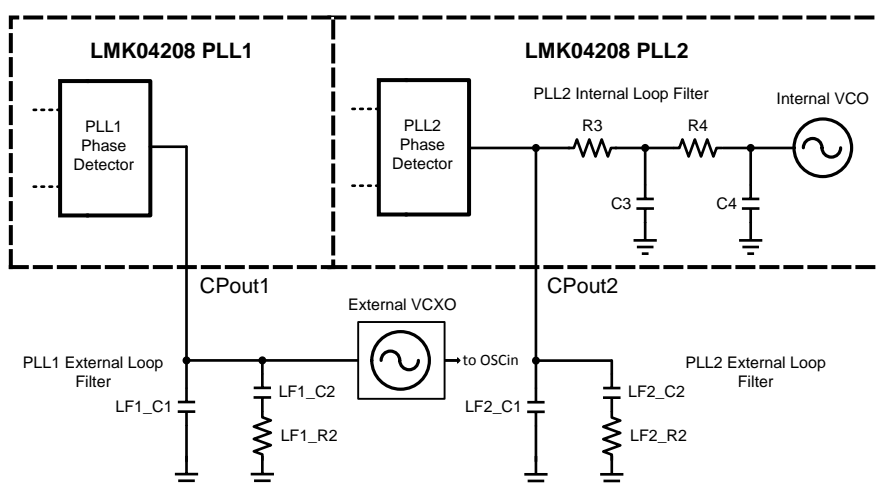 LMK04208 PLL1
LMK04208 PLL2
PLL1
Phase
Detector
PLL2
Phase
Detector
PLL2 Internal Loop Filter
R3
R4
C3
C4
Internal VCO
CPout1
CPout2
External VCXO
to OSCin
PLL1 External Loop
Filter
LF1_C1
LF1_C2
LF1_R2
LF2_C1
LF2_C2
LF2_R2
PLL2 External Loop
Filter